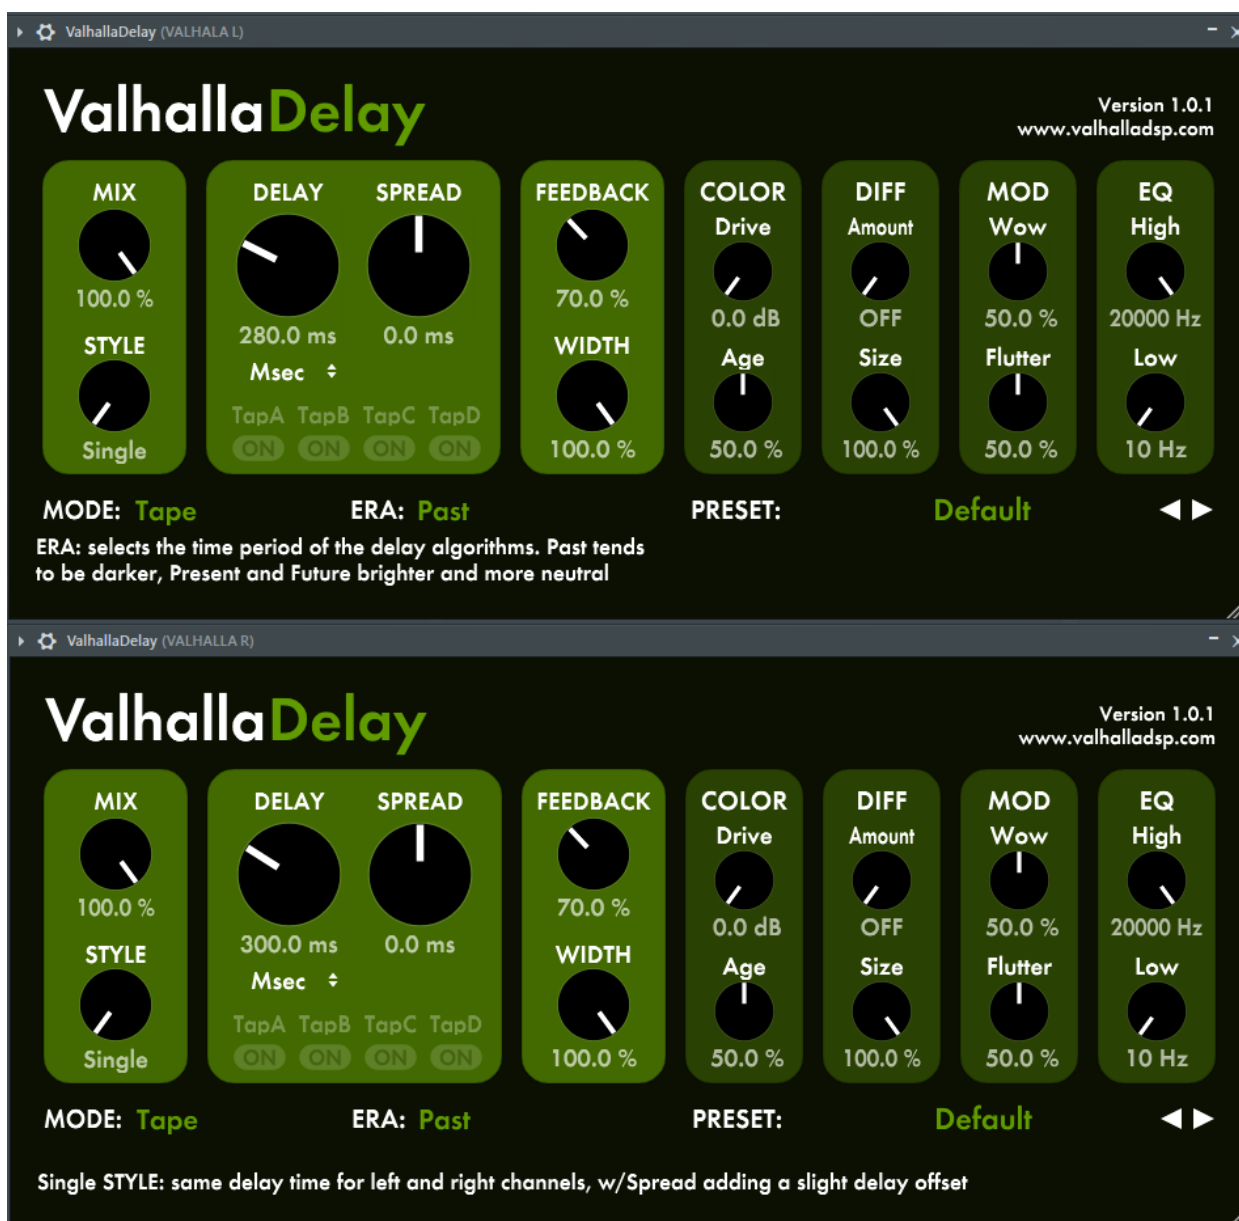 ValhallaDelay (VALHALA L)
ValhallaDelay
Version 1.0.1
www.valhalladsp.com
MIX DELAY SPREAD FEEDBACK COLOR DIFF MOD EQ
Drive Amount Wow High
100.0 % 280.0 ms 0.0 ms 70.0 % 0.0 dB OFF 50.0 % 20000 Hz
STYLE Msec WIDTH Age Size Flutter Low
TapA TapB TapC TapD
ON ON ON ON
Single 100.0 % 50.0 % 100.0 % 50.0 % 10 Hz
MODE: Tape ERA: Past PRESET: Default
ERA: selects the time period of the delay algorithms. Past tends
to be darker, Present and Future brighter and more neutral
ValhallaDelay (VALHALLA R)
ValhallaDelay
Version 1.0.1
www.valhalladsp.com
MIX DELAY SPREAD FEEDBACK COLOR DIFF MOD EQ
Drive Amount Wow High
100.0 % 300.0 ms 0.0 ms 70.0 % 0.0 dB OFF 50.0 % 20000 Hz
STYLE Msec WIDTH Age Size Flutter Low
TapA TapB TapC TapD
ON ON ON ON
Single 100.0 % 50.0 % 100.0 % 50.0 % 10 Hz
MODE: Tape ERA: Past PRESET: Default
Single STYLE: same delay time for left and right channels, w/Spread adding a slight delay offset